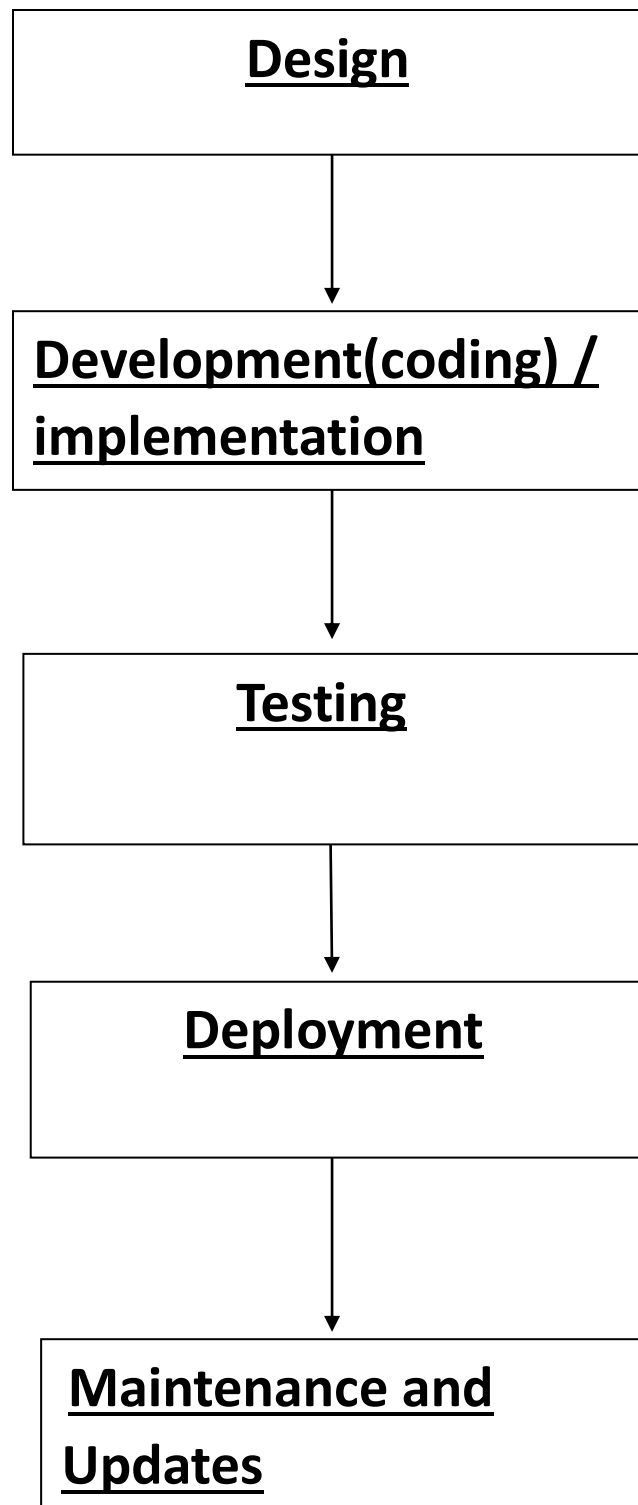 Design
Development(coding) /
implementation
Testing
Deployment
Maintenance and
Updates